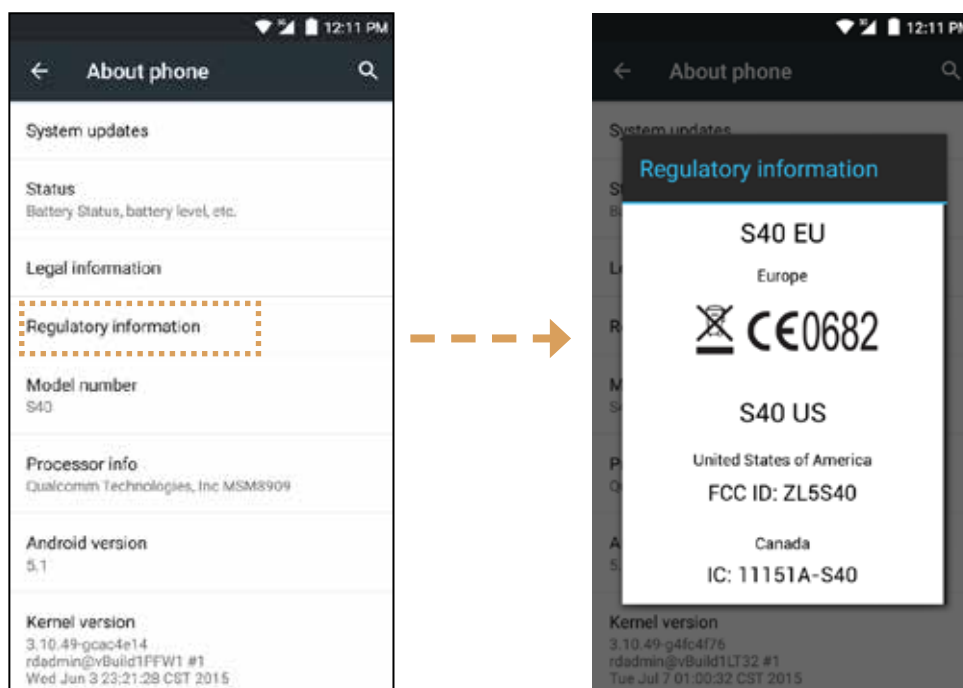 12:11 PM
About phone
System updates
Status
Battery Status, battery level, etc.
Legal information
Regulatory information
Model number
S40
Processor info
Qualcomm Technologies, Inc MSM8909
Android version
5.1
Kernel version
3.10.49-gcac4e14
rdadmin@vBuild1FFW1 #1
Wed Jun 3 23:21:28 CST 2015
12:11 PM
About phone
System updates
Regulatory information
S40 EU
Europe
CE0682
S40 US
United States of America
FCC ID: ZL5S40
Canada
IC: 11151A-S40
Kernel version
3.10.49-g4fc4f76
rdadmin@vBuild1LT32 #1
Tue Jul 7 01:00:32 CST 2015